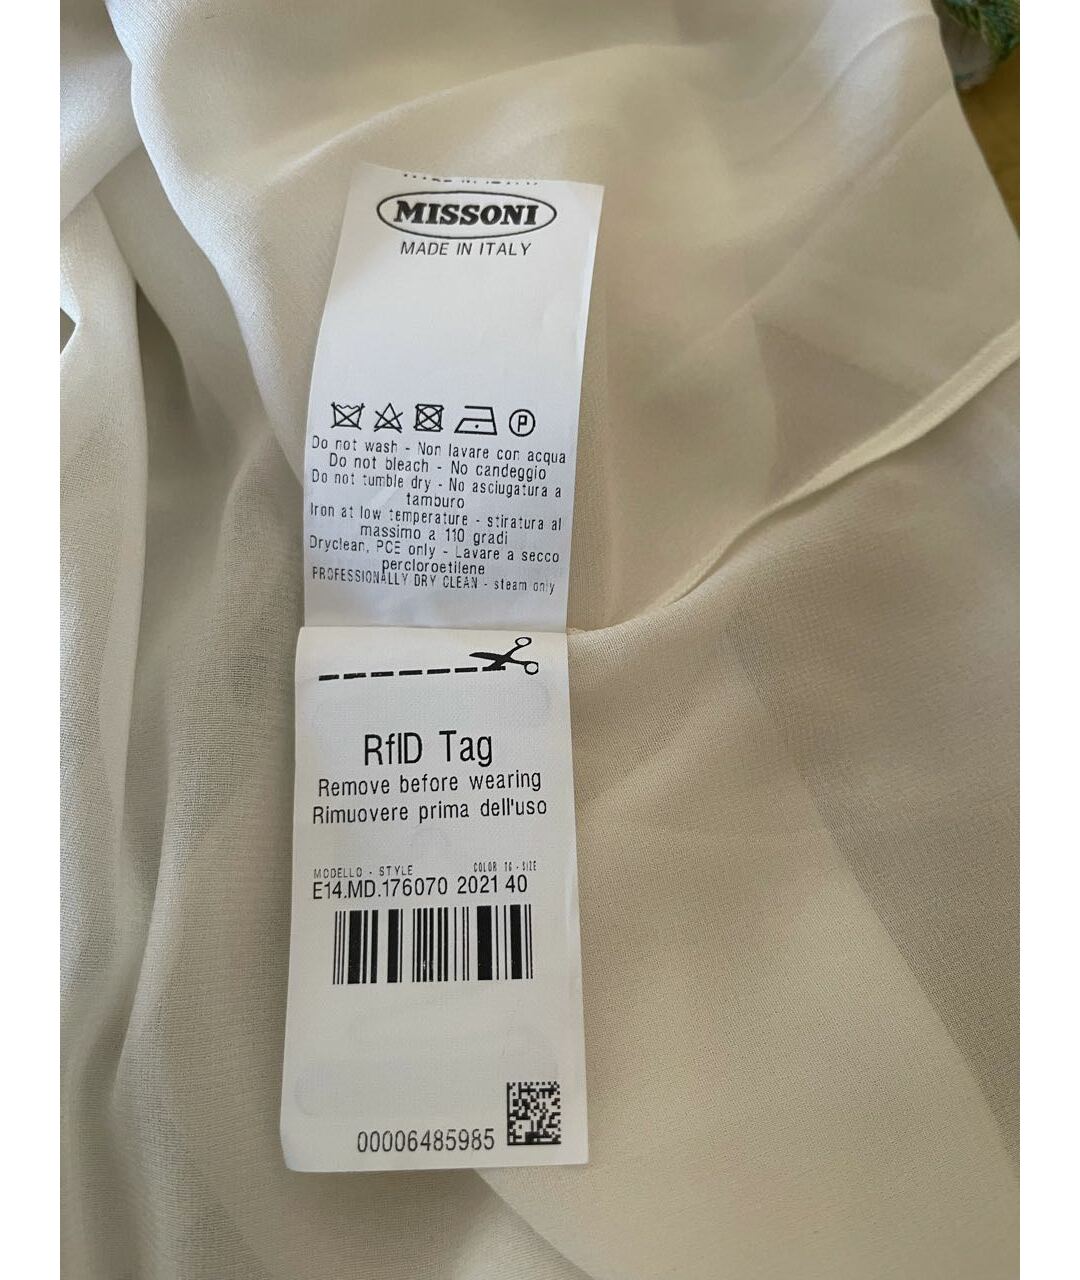 MISSONI
MADE IN ITALY
P
Do not wash - Non lavare con acqua
Do not bleach - No candeggio
Do not tumble dry - No asciugatura a
tamburo
Iron at low temperature - stiratura al
massimo a 110 gradi
Dryclean, PCE only - Lavare a secco
percloroetilene
PROFESSIONALLY DRY CLEAN - steam only
RfID Tag
Remove before wearing
Rimuovere prima dell'uso
MODELLO - STYLE COLOR TG - SIZE
E14.MD.176070 2021 40
00006485985